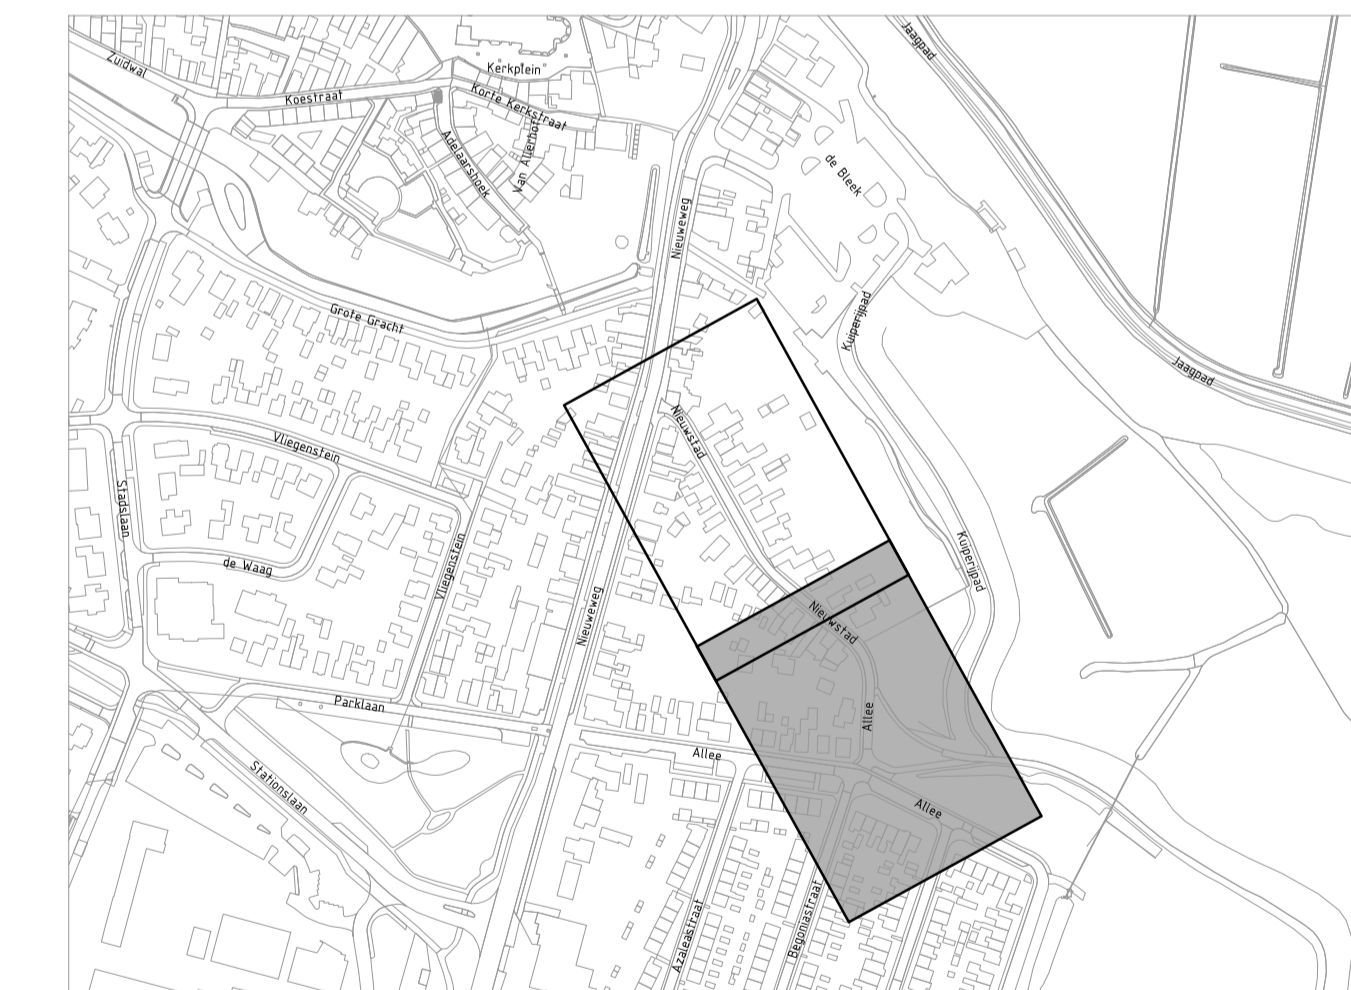 Jaagpad
Zuidwal
Kerkplein
Koestraat
Korte Kerkstraat
Adelaarshoek
Van Allerhof
de Bleek
Nieuweweg
Grote Gracht
Kuiperijpad
Jaagpad
Nieuwstad
Vliegenstein
Stadslaan
de Waag
Vliegenstein
Kuiperijpad
Nieuweweg
Nieuwstad
Parklaan
Allee
Allee
Stationslaan
Allee
Azaleastraat
Begoniastraat